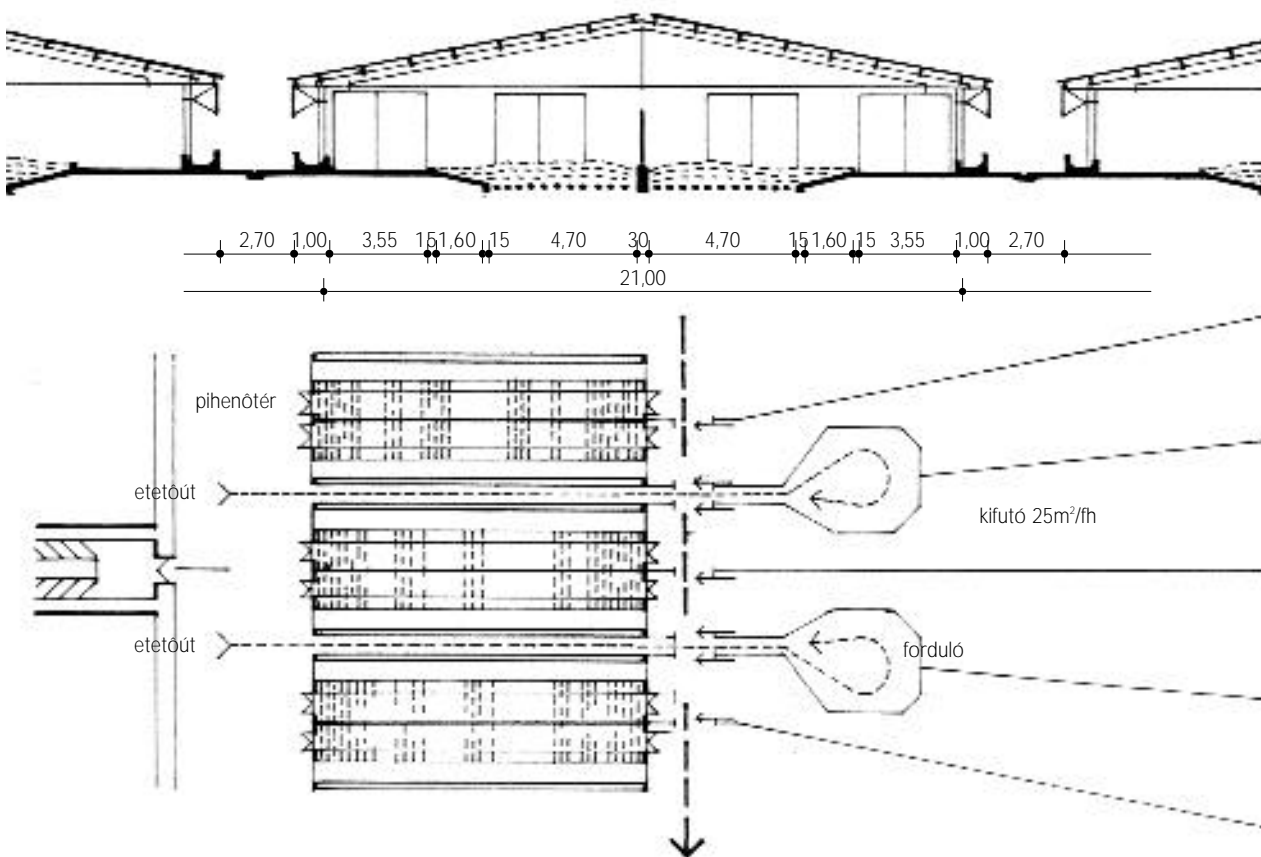 2,70 1,00 3,55 15 1,60 15 4,70 30 4,70 15 1,60 15 3,55 1,00 2,70
21,00
pihenôtér
etetôút
kifutó 25m²/fh
etetôút
forduló